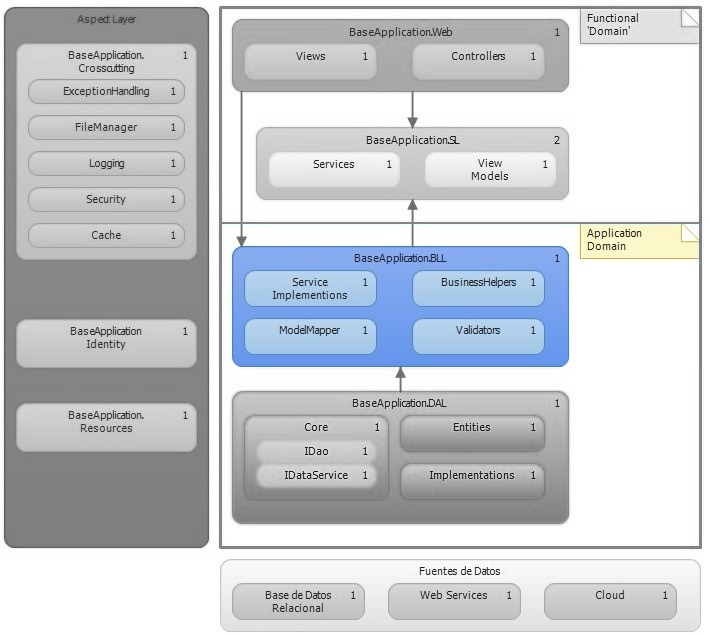 Aspect Layer
BaseApplication. 1
Crosscutting
ExceptionHandling 1
FileManager 1
Logging 1
Security 1
Cache 1
BaseApplication 1
Identity
BaseApplication. 1
Resources
BaseApplication.Web 1
Views 1
Controllers 1
Functional
'Domain'
BaseApplication.SL 2
Services 1
View 1
Models
Application
Domain
BaseApplication.BLL 1
Service 1
Implementions
BusinessHelpers 1
ModelMapper 1
Validators 1
BaseApplication.DAL 1
Core 1
IDao 1
IDataService 1
Entities 1
Implementations 1
Fuentes de Datos
Base de Datos 1
Relacional
Web Services 1
Cloud 1